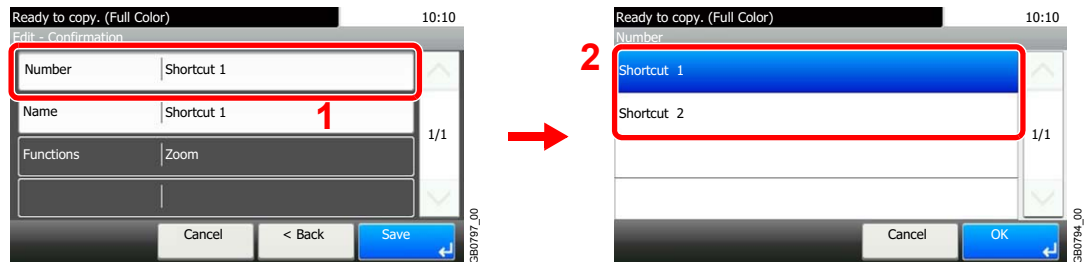 Ready to copy. (Full Color) 10:10
Edit - Confirmation
Number Shortcut 1
Name Shortcut 1
1
1/1
Functions Zoom
Cancel < Back Save
GB0797_00
Ready to copy. (Full Color) 10:10
Number
2
Shortcut 1
Shortcut 2
1/1
Cancel OK
GB0794_00